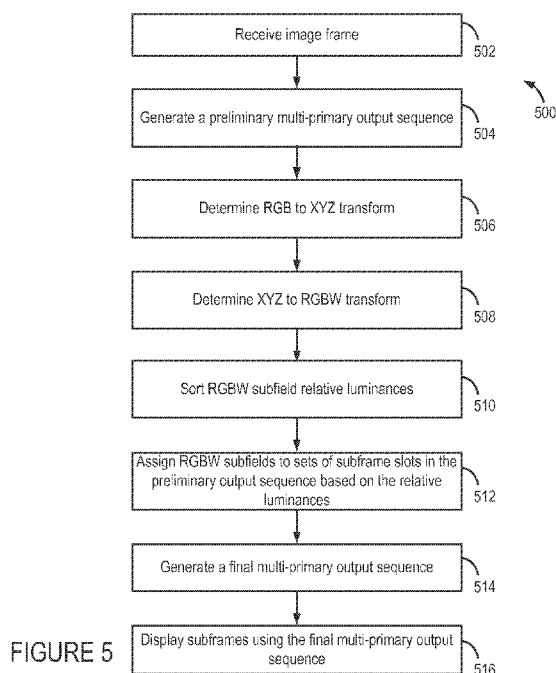 Receive image frame
502
500
Generate a preliminary multi-primary output sequence
504
Determine RGB to XYZ transform
506
Determine XYZ to RGBW transform
508
Sort RGBW subfield relative luminances
510
Assign RGBW subfields to sets of subframe slots in the
preliminary output sequence based on the relative
luminances
512
Generate a final multi-primary output sequence
514
Display subframes using the final multi-primary output
sequence
516
FIGURE 5